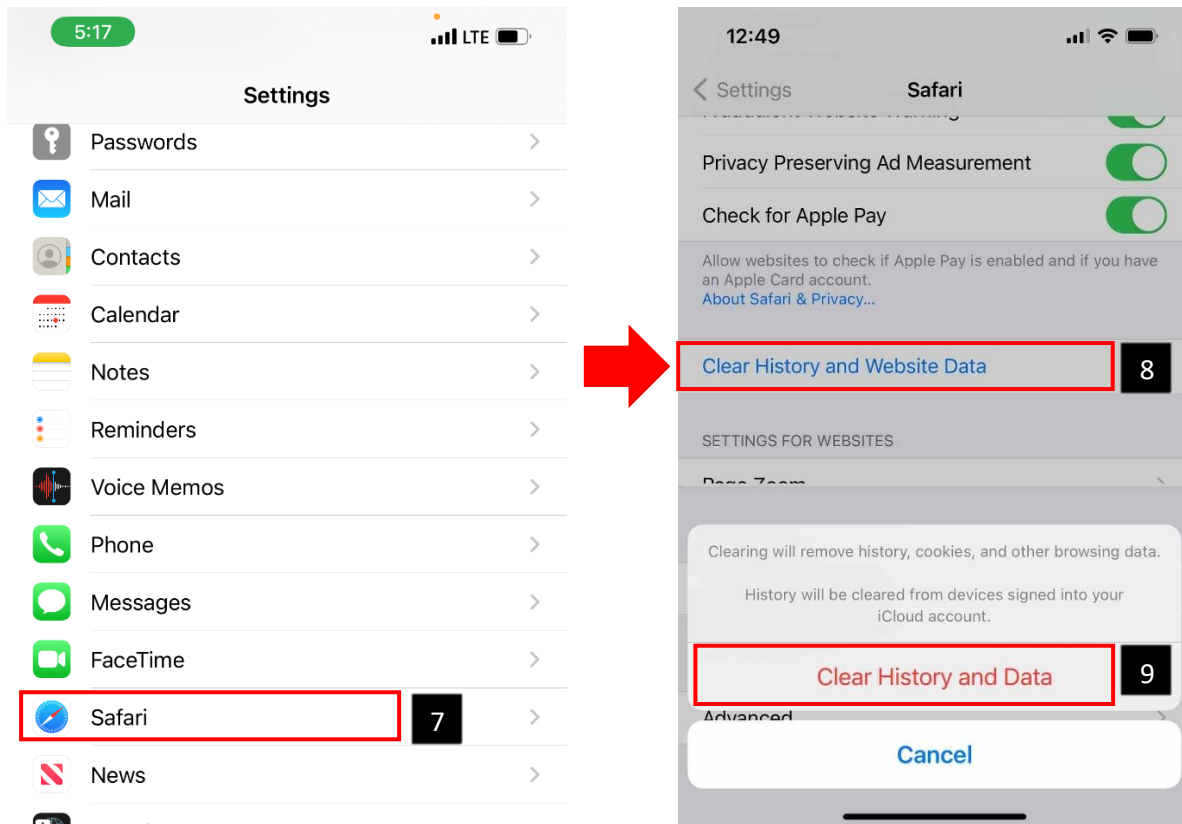 5:17
LTE
Settings
Passwords
Mail
Contacts
Calendar
Notes
Reminders
Voice Memos
Phone
Messages
FaceTime
Safari
7
News
12:49
Settings
Safari
Fraudulent Website Warning
Privacy Preserving Ad Measurement
Check for Apple Pay
Allow websites to check if Apple Pay is enabled and if you have
an Apple Card account.
About Safari & Privacy...
Clear History and Website Data
8
SETTINGS FOR WEBSITES
Page Zoom
Clearing will remove history, cookies, and other browsing data.
History will be cleared from devices signed into your
iCloud account.
Clear History and Data
9
Advanced
Cancel